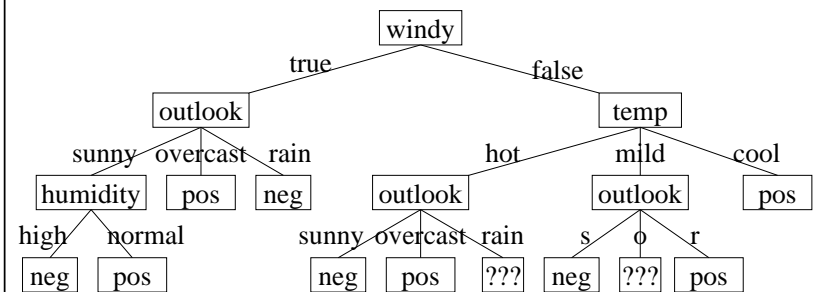 windy
true false
outlook temp
sunny overcast rain hot mild cool
humidity pos neg outlook outlook pos
high normal sunny overcast rain s o r
neg pos neg pos ??? neg ??? pos